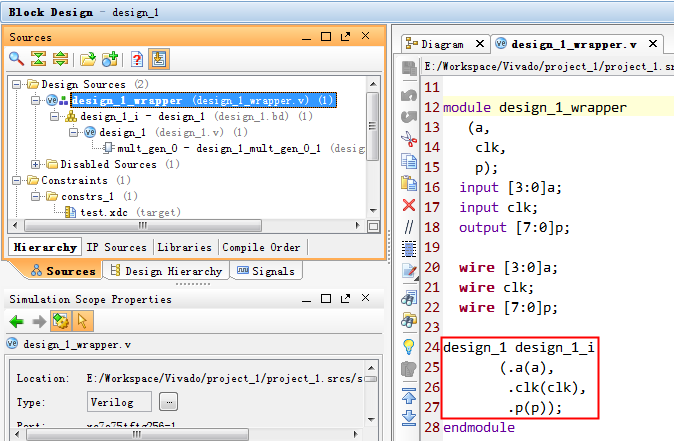 Block Design - design_1
Sources
Design Sources (2)
design_1_wrapper (design_1_wrapper.v) (1)
design_1_i - design_1 (design_1.bd) (1)
design_1 (design_1.v) (1)
mult_gen_0 - design_1_mult_gen_0_1 (desig
Disabled Sources (1)
Constraints (1)
constrs_1 (1)
test.xdc (target)
Hierarchy IP Sources Libraries Compile Order
Sources Design Hierarchy Signals
Simulation Scope Properties
design_1_wrapper.v
Location: E:/Workspace/Vivado/project_1/project_1.srcs/s
Type: Verilog ...
Diagram design_1_wrapper.v
E:/Workspace/Vivado/project_1/project_1.s
11
12 module design_1_wrapper
13 (a,
14 clk,
15 p);
16 input [3:0]a;
17 input clk;
18 output [7:0]p;
19
20 wire [3:0]a;
21 wire clk;
22 wire [7:0]p;
23
24 design_1 design_1_i
25 (.a(a),
26 .clk(clk),
27 .p(p));
28 endmodule